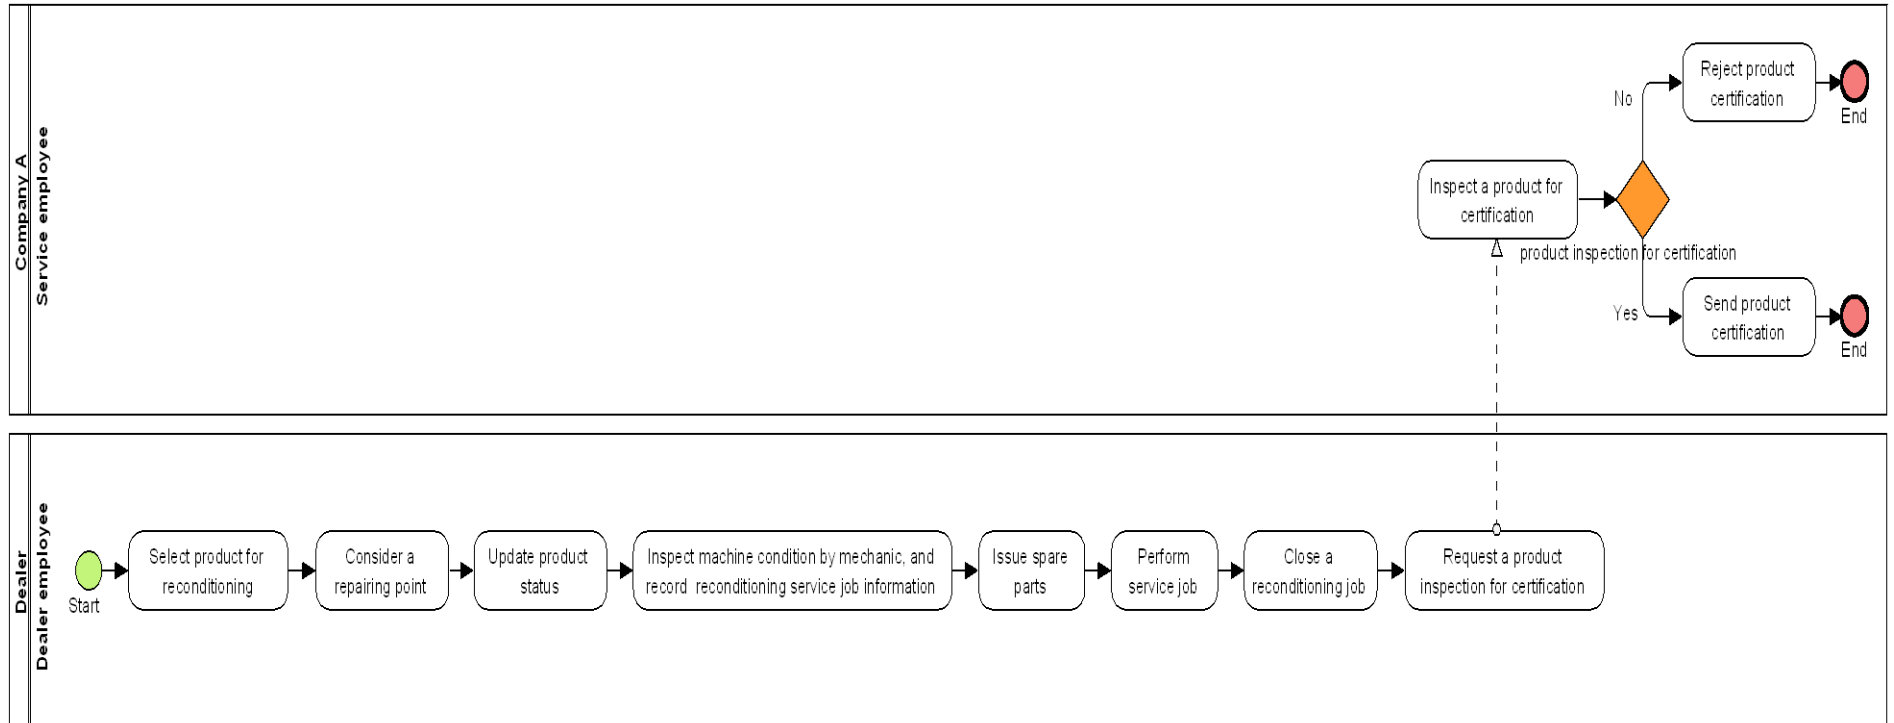 Company A
Service employee
Reject product
certification
End
No
Inspect a product for
certification
product inspection for certification
Yes
Send product
certification
End
Dealer
Dealer employee
Start
Select product for
reconditioning
Consider a
repairing point
Update product
status
Inspect machine condition by mechanic, and
record reconditioning service job information
Issue spare
parts
Perform
service job
Close a
reconditioning job
Request a product
inspection for certification